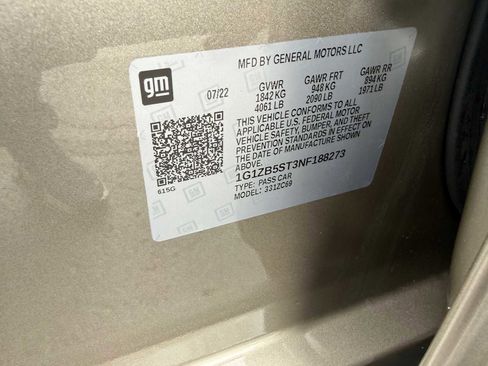 gm
MFD BY GENERAL MOTORS LLC
07/22 GVWR GAWR FRT GAWR RR
1842 KG 948 KG 894 KG
4061 LB 2090 LB 1971 LB
THIS VEHICLE CONFORMS TO ALL
APPLICABLE U.S. FEDERAL MOTOR
VEHICLE SAFETY, BUMPER, AND THEFT
PREVENTION STANDARDS IN EFFECT
ON THE DATE OF MANUFACTURE SHOWN
ABOVE.
1G1ZB5ST3NF188273
TYPE: PASS CAR
MODEL: 331ZC69
615G